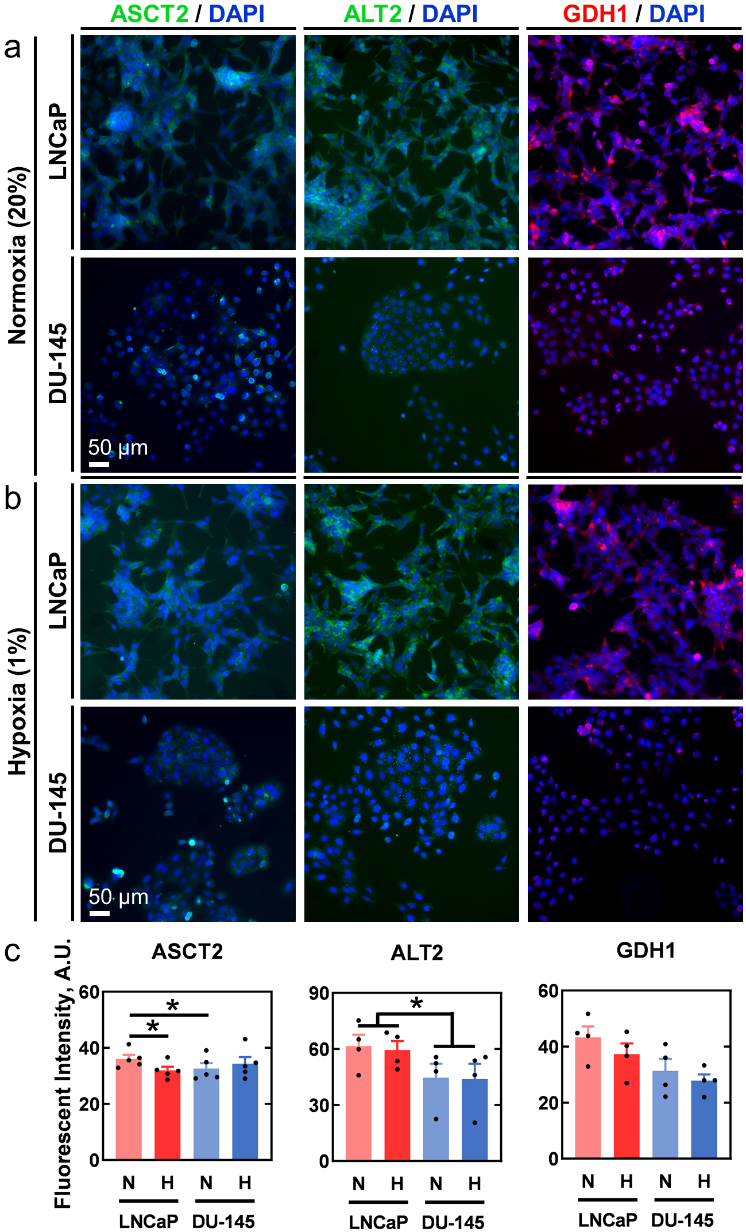 ASCT2 / DAPI ALT2 / DAPI GDH1 / DAPI
a
Normoxia (20%)
LNCaP
DU-145
50 µm
b
Hypoxia (1%)
LNCaP
DU-145
50 µm
c
ASCT2 ALT2 GDH1
Fluorescent Intensity, A.U.
60
40
20
0
*
*
N H N H
LNCaP DU-145
90
60
30
0
*
N H N H
LNCaP DU-145
60
40
20
0
N H N H
LNCaP DU-145